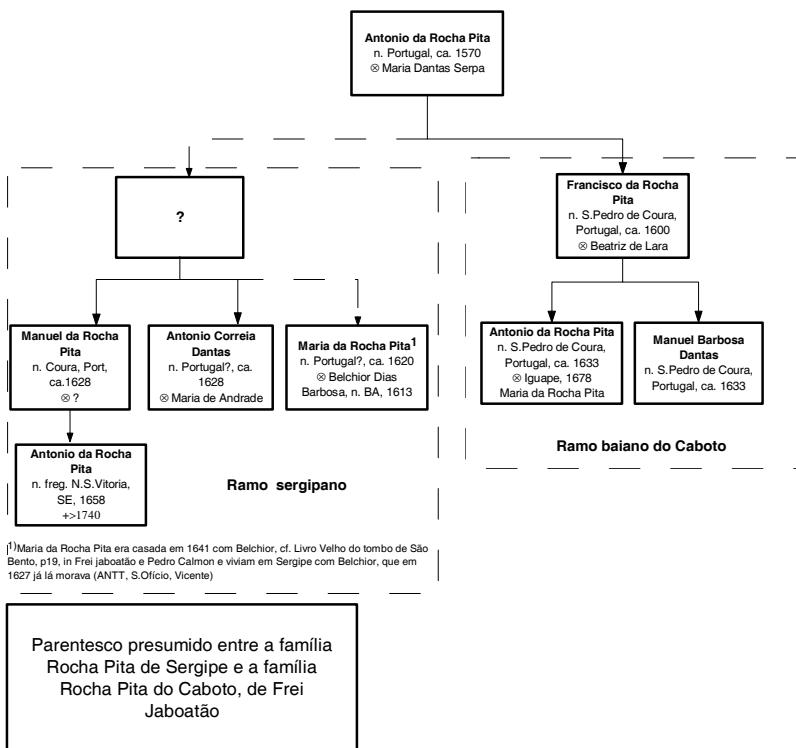 Antonio da Rocha Pita
n. Portugal, ca. 1570
⊗ Maria Dantas Serpa
?
Francisco da Rocha
Pita
n. S.Pedro de Coura,
Portugal, ca. 1600
⊗ Beatriz de Lara
Manuel da Rocha
Pita
n. Coura, Port,
ca.1628
⊗ ?
Antonio Correia
Dantas
n. Portugal?, ca.
1628
⊗ Maria de Andrade
Maria da Rocha Pita1
n. Portugal?, ca. 1620
⊗ Belchior Dias
Barbosa, n. BA, 1613
Antonio da Rocha Pita
n. S.Pedro de Coura,
Portugal, ca. 1633
⊗ Iguape, 1678
Maria da Rocha Pita
Manuel Barbosa
Dantas
n. S.Pedro de Coura,
Portugal, ca. 1633
Antonio da Rocha
Pita
n. freg. N.S.Vitoria,
SE, 1658
+>1740
Ramo sergipano
Ramo baiano do Caboto
1)Maria da Rocha Pita era casada em 1641 com Belchior, cf. Livro Velho do tombo de São
Bento, p19, in Frei jaboatão e Pedro Calmon e viviam em Sergipe com Belchior, que em
1627 já lá morava (ANTT, S.Ofício, Vicente)
Parentesco presumido entre a família
Rocha Pita de Sergipe e a família
Rocha Pita do Caboto, de Frei
Jaboatão